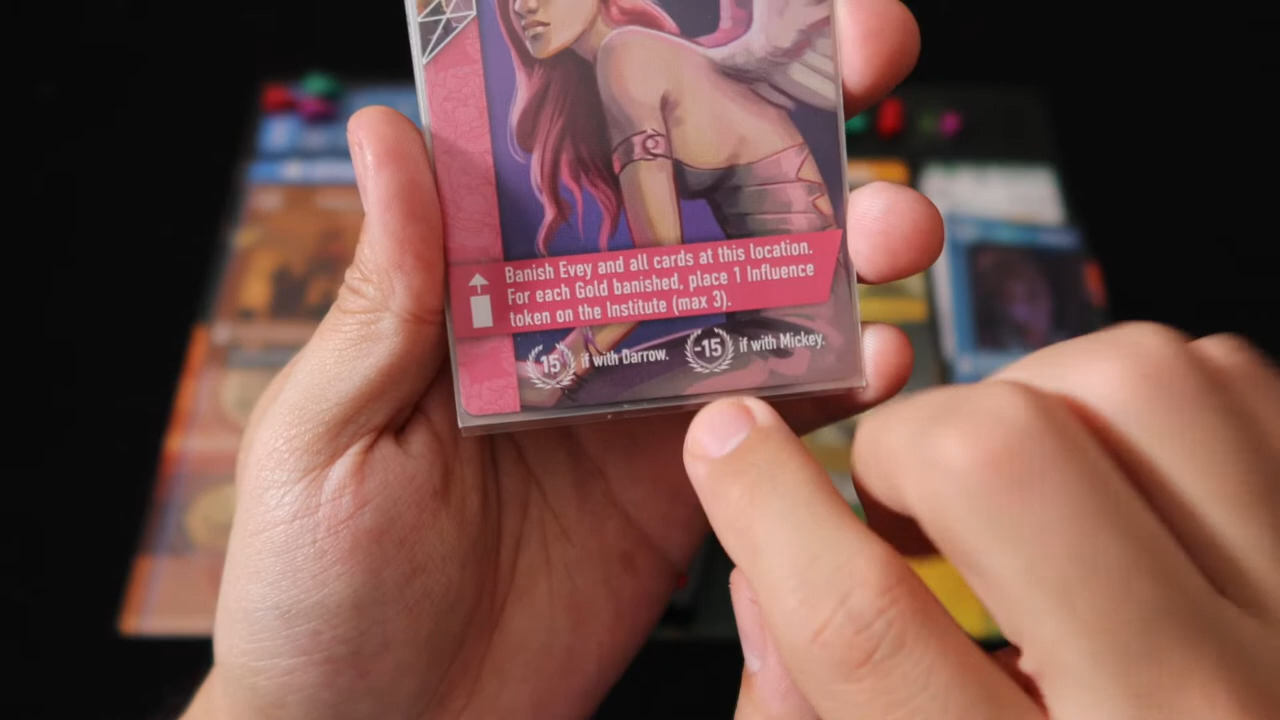 Banish Evey and all cards at this location.
For each Gold banished, place 1 Influence
token on the Institute (max 3).
15 if with Darrow. -15 if with Mickey.